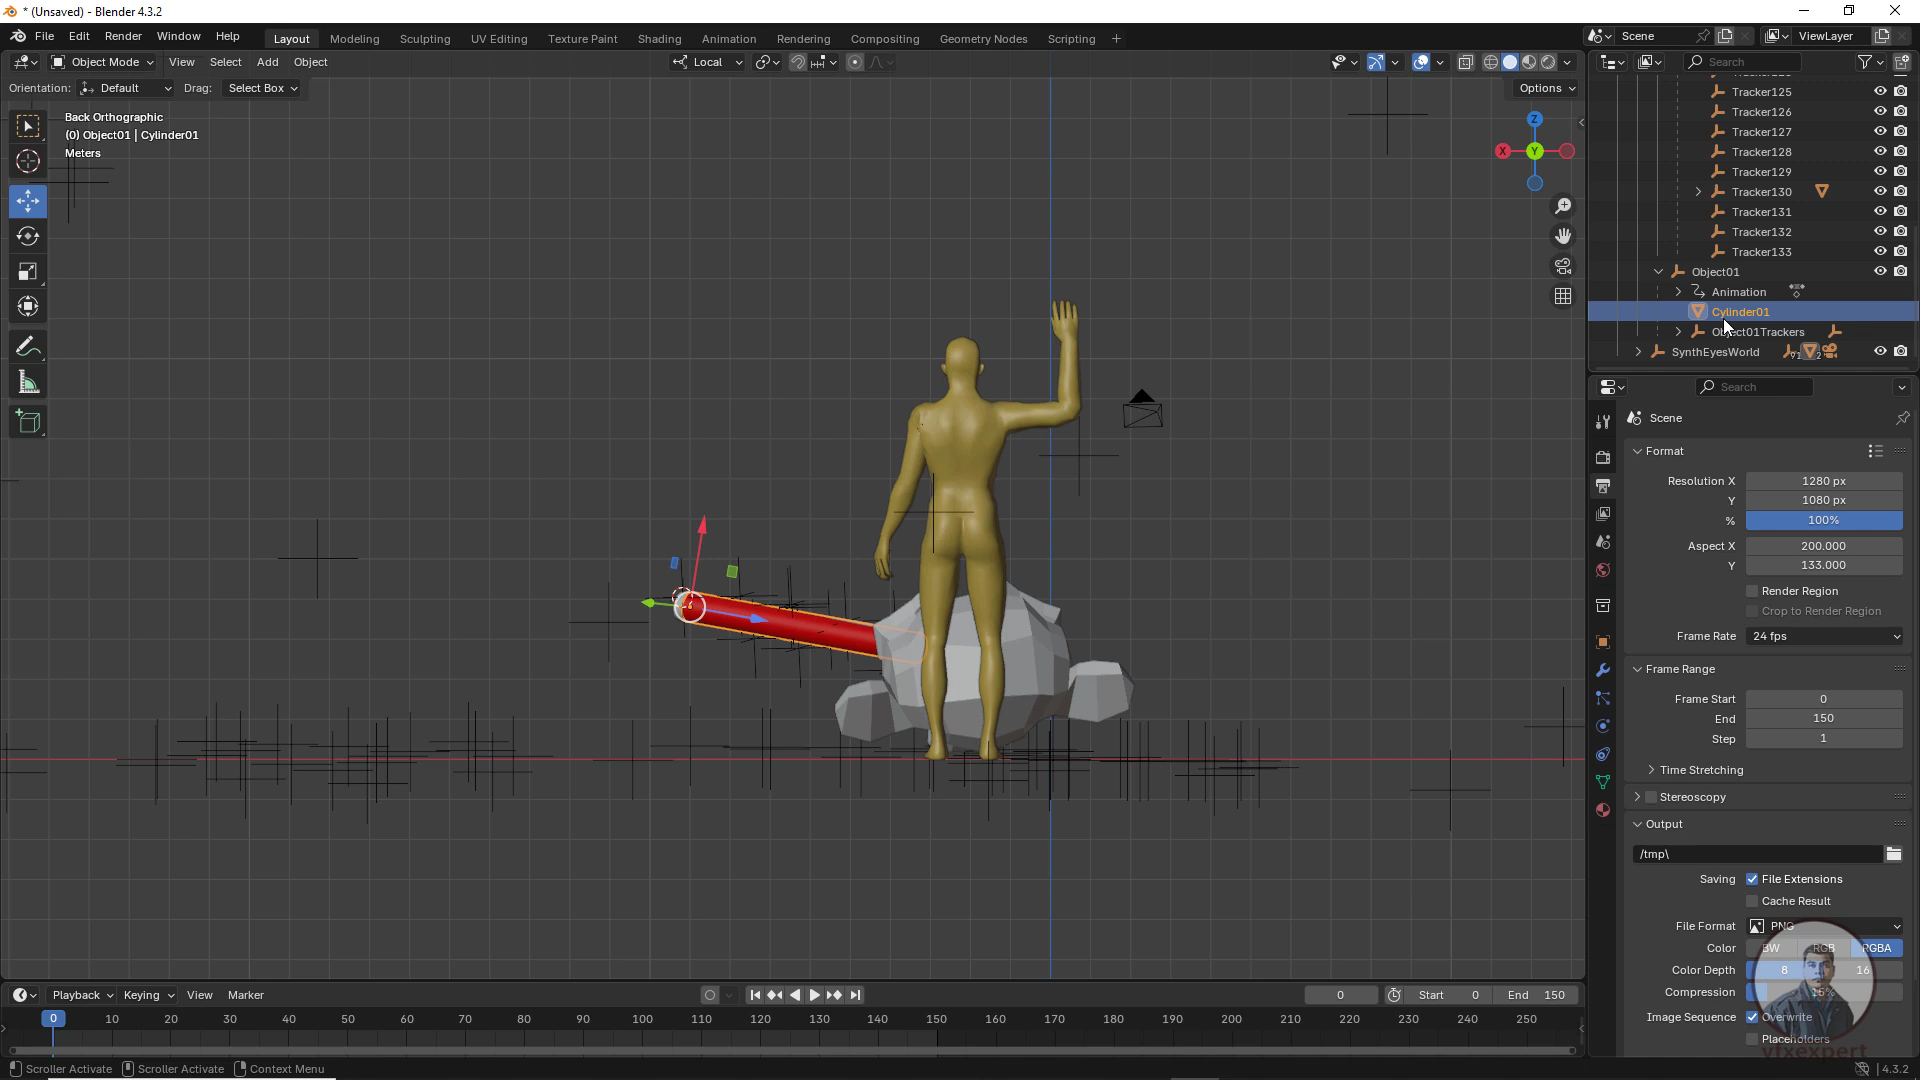 * (Unsaved) - Blender 4.3.2
File Edit Render Window Help
Layout Modeling Sculpting UV Editing Texture Paint Shading Animation Rendering Compositing Geometry Nodes Scripting +
Scene ViewLayer
Object Mode View Select Add Object Local
Orientation: Default Drag: Select Box Options
Back Orthographic
(0) Object01 | Cylinder01
Meters
Z
X Y
Search
Tracker125
Tracker126
Tracker127
Tracker128
Tracker129
Tracker130
Tracker131
Tracker132
Tracker133
Object01
Animation
Cylinder01
Object01Trackers
SynthEyesWorld
Search
Scene
Format
Resolution X 1280 px
Y 1080 px
% 100%
Aspect X 200.000
Y 133.000
Render Region
Crop to Render Region
Frame Rate 24 fps
Frame Range
Frame Start 0
End 150
Step 1
Time Stretching
Stereoscopy
Output
/tmp\
Saving File Extensions
Cache Result
File Format PNG
Color BW RGB RGBA
Color Depth 8 16
Compression 15%
Image Sequence Overwrite
Placeholders
vfxexpert
Playback Keying View Marker 0 Start 0 End 150
0 10 20 30 40 50 60 70 80 90 100 110 120 130 140 150 160 170 180 190 200 210 220 230 240 250
Scroller Activate Scroller Activate Context Menu 4.3.2